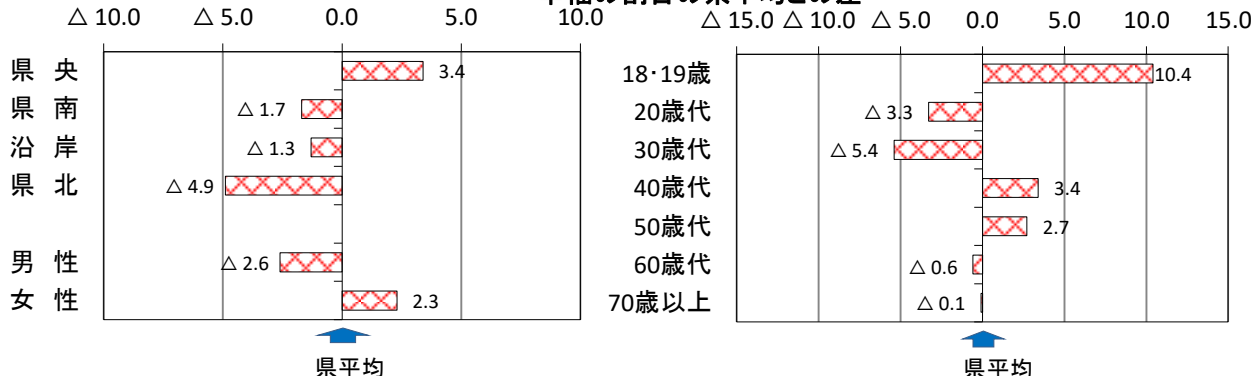 △ 10.0 △ 5.0 0.0 5.0 10.0
県 央 3.4
県 南 △ 1.7
沿 岸 △ 1.3
県 北 △ 4.9
男 性 △ 2.6
女 性 2.3
県平均
△ 15.0 △ 10.0 △ 5.0 0.0 5.0 10.0 15.0
18･19歳 10.4
20歳代 △ 3.3
30歳代 △ 5.4
40歳代 3.4
50歳代 2.7
60歳代 △ 0.6
70歳以上 △ 0.1
県平均